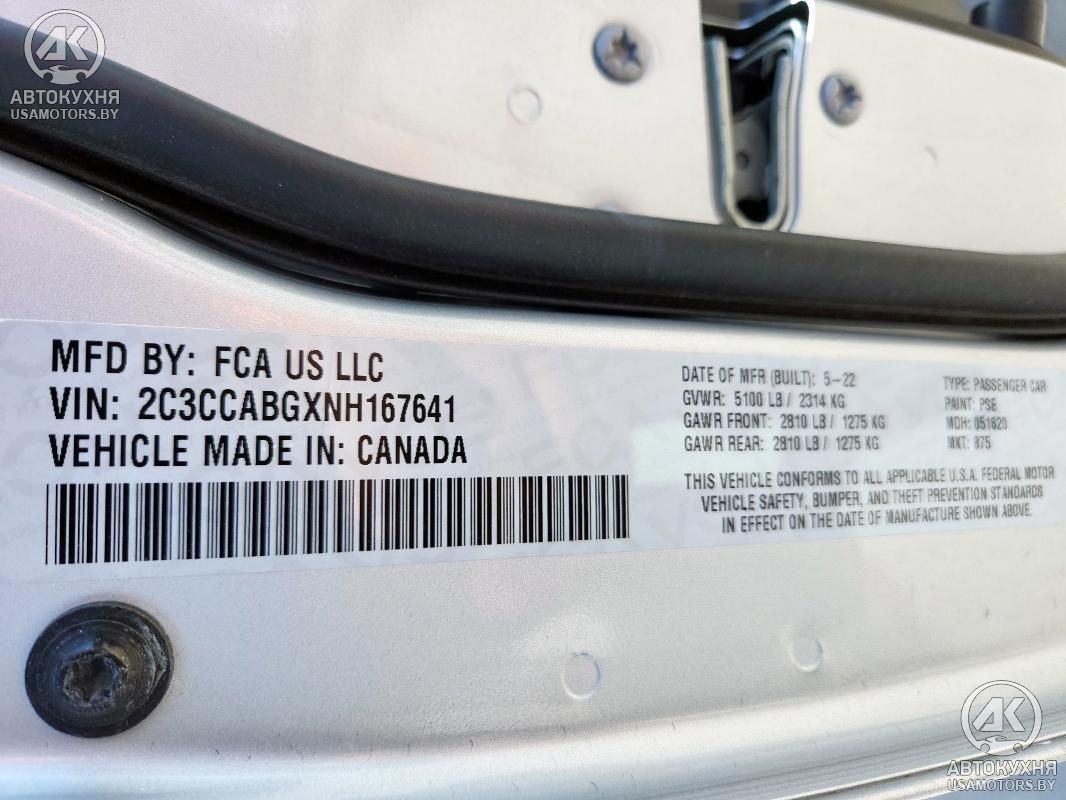 AK
АВТОКУХНЯ
USAMOTORS.BY
MFD BY: FCA US LLC
VIN: 2C3CCABGXNH167641
VEHICLE MADE IN: CANADA
DATE OF MFR (BUILT): 5-22
GVWR: 5100 LB / 2314 KG
GAWR FRONT: 2810 LB / 1275 KG
GAWR REAR: 2810 LB / 1275 KG
TYPE: PASSENGER CAR
PAINT: PSE
MDH: 051820
MKT: 875
THIS VEHICLE CONFORMS TO ALL APPLICABLE U.S.A. FEDERAL MOTOR
VEHICLE SAFETY, BUMPER, AND THEFT PREVENTION STANDARDS
IN EFFECT ON THE DATE OF MANUFACTURE SHOWN ABOVE.
AK
АВТОКУХНЯ
USAMOTORS.BY